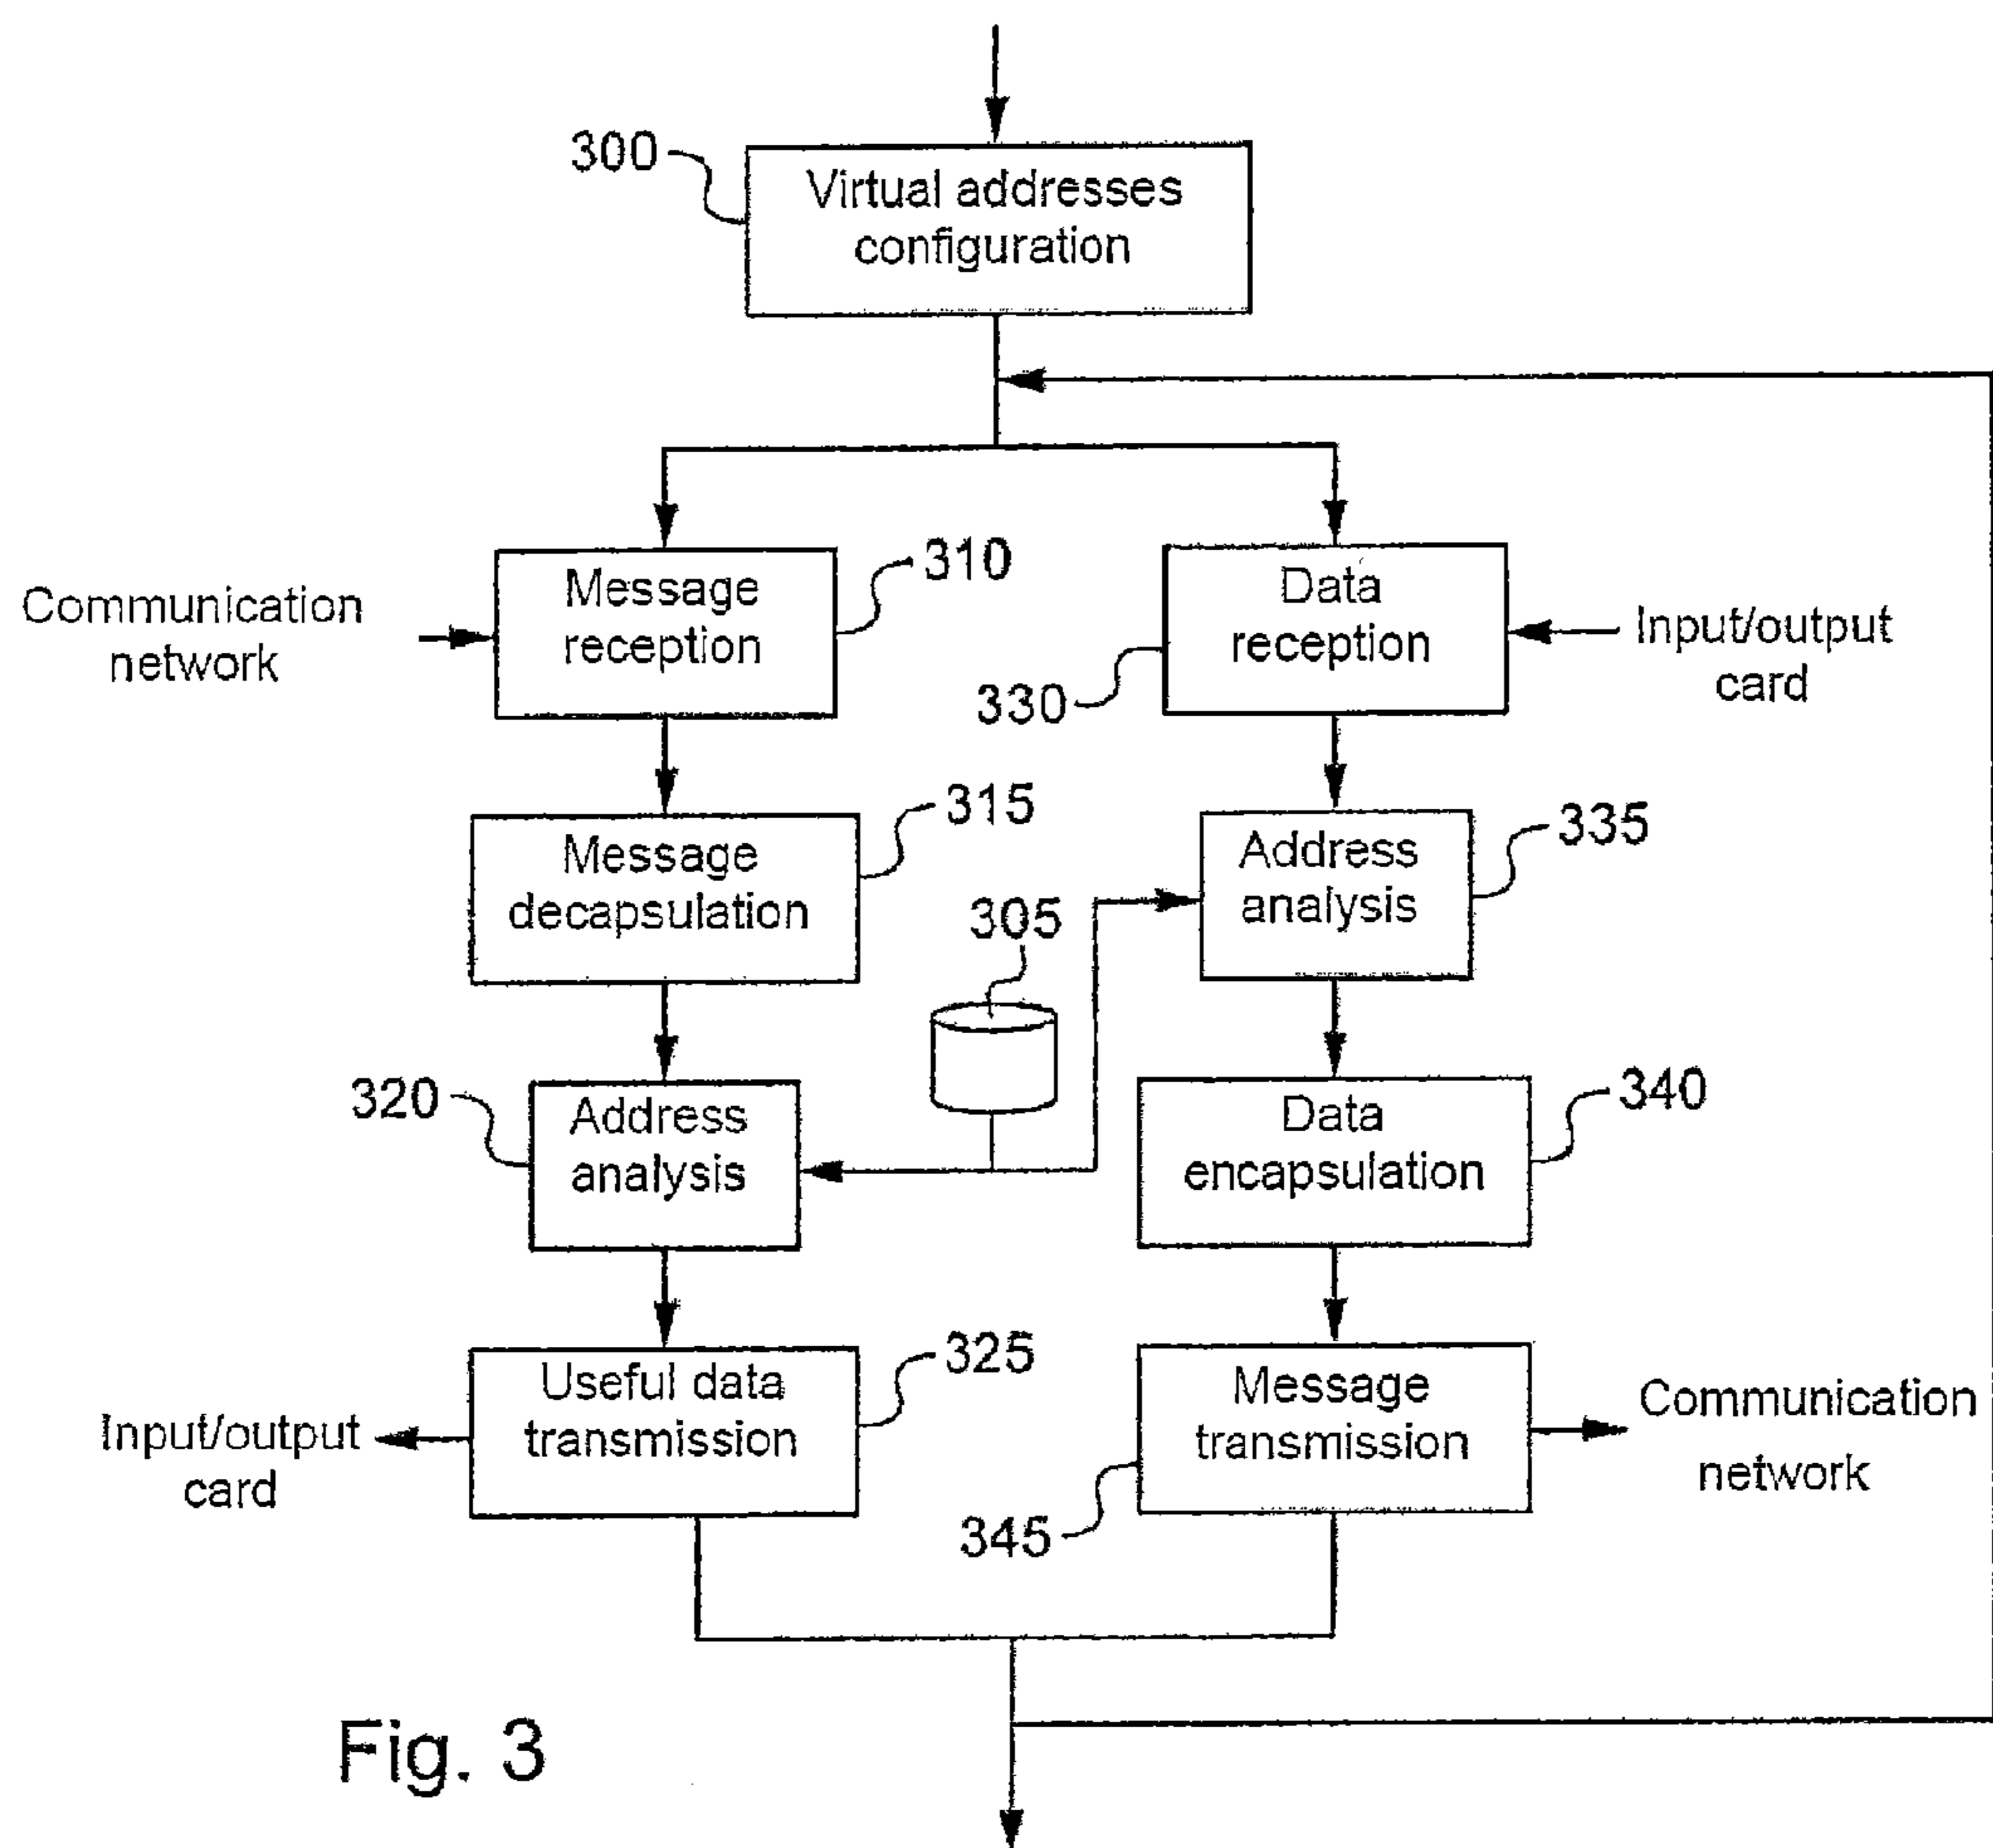 300
Virtual addresses
configuration
Communication
network
Message
reception
310
Data
reception
330
Input/output
card
Message
decapsulation
315
Address
analysis
335
305
320
Address
analysis
Data
encapsulation
340
Useful data
transmission
325
Input/output
card
Message
transmission
345
Communication
network
Fig. 3